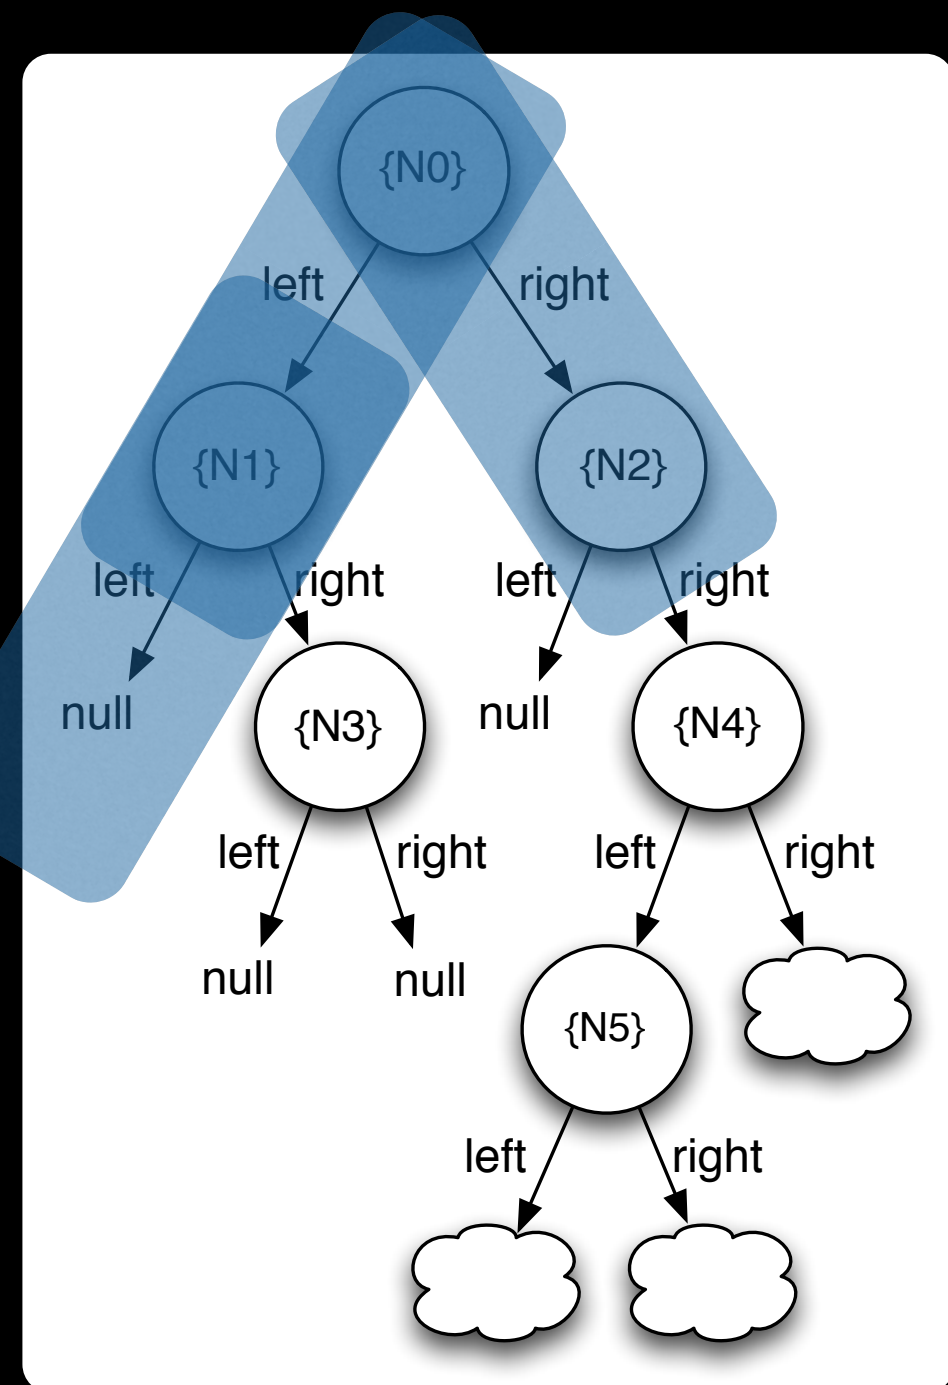 {N0}
left right
{N1} {N2}
left right left right
null null
{N3} {N4}
left right left right
null null
{N5}
left right